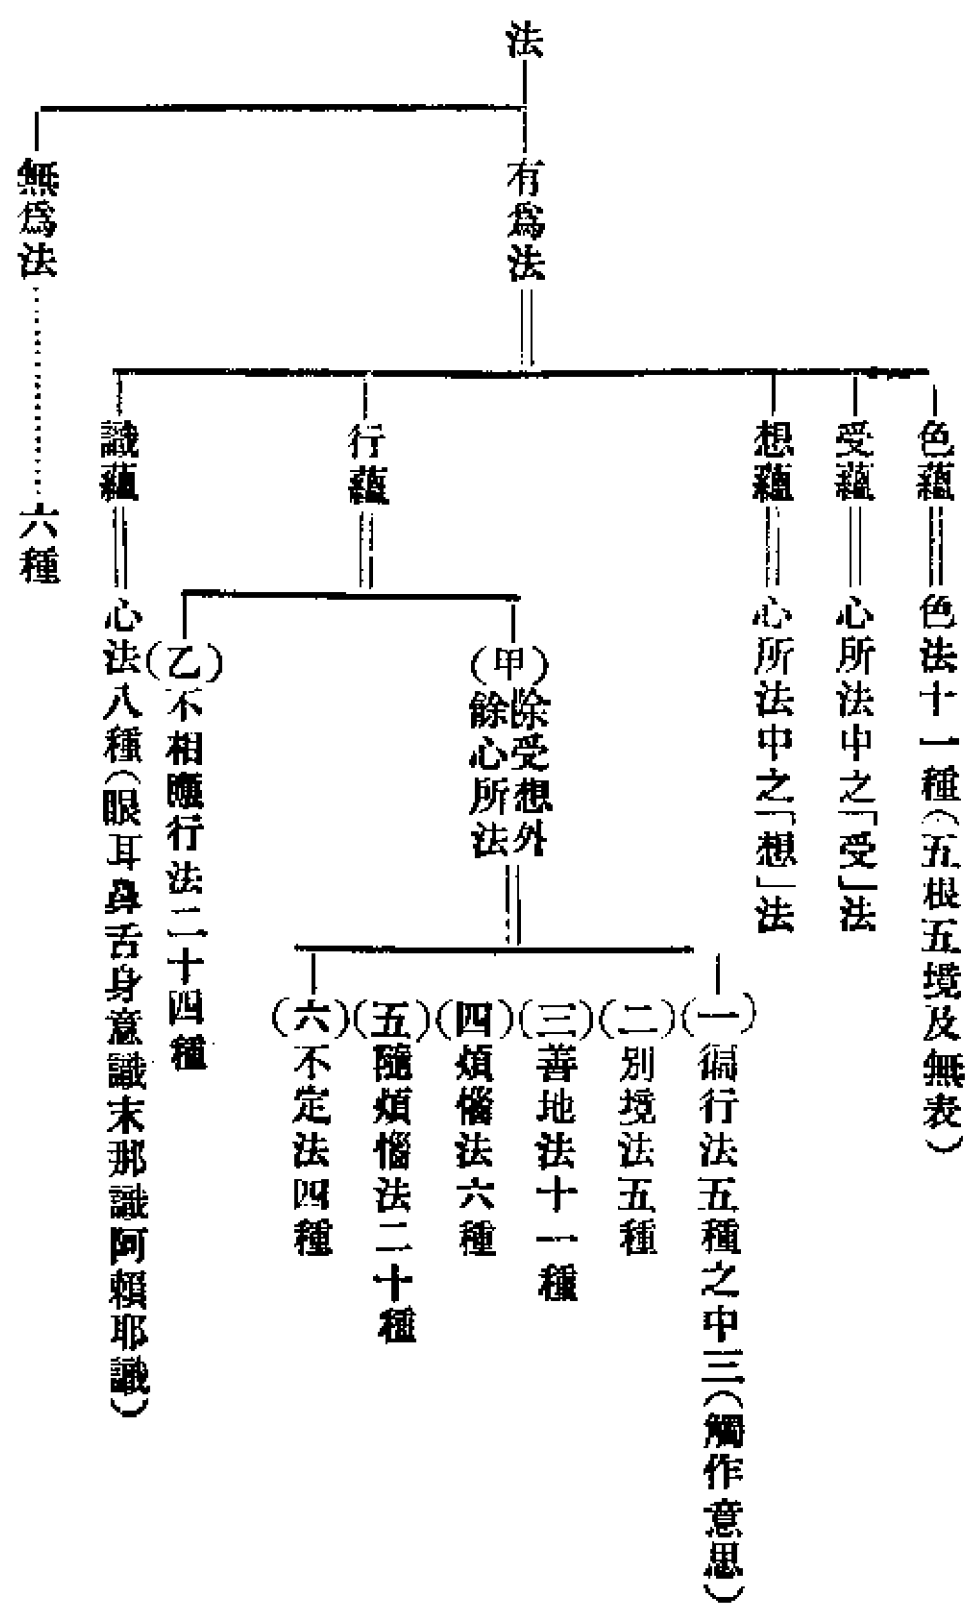 法
有爲法
無爲法
六種
色蘊
色法十一種（五根五境及無表）
受蘊
心所法中之「受」法
想蘊
心所法中之「想」法
行蘊
（甲）
除受想外
餘心所法
（一）徧行法五種之中三（觸作意思）
（二）別境法五種
（三）善地法十一種
（四）煩惱法六種
（五）隨煩惱法二十種
（六）不定法四種
（乙）不相應行法二十四種
識蘊
心法八種（眼耳鼻舌身意識末那識阿賴耶識）